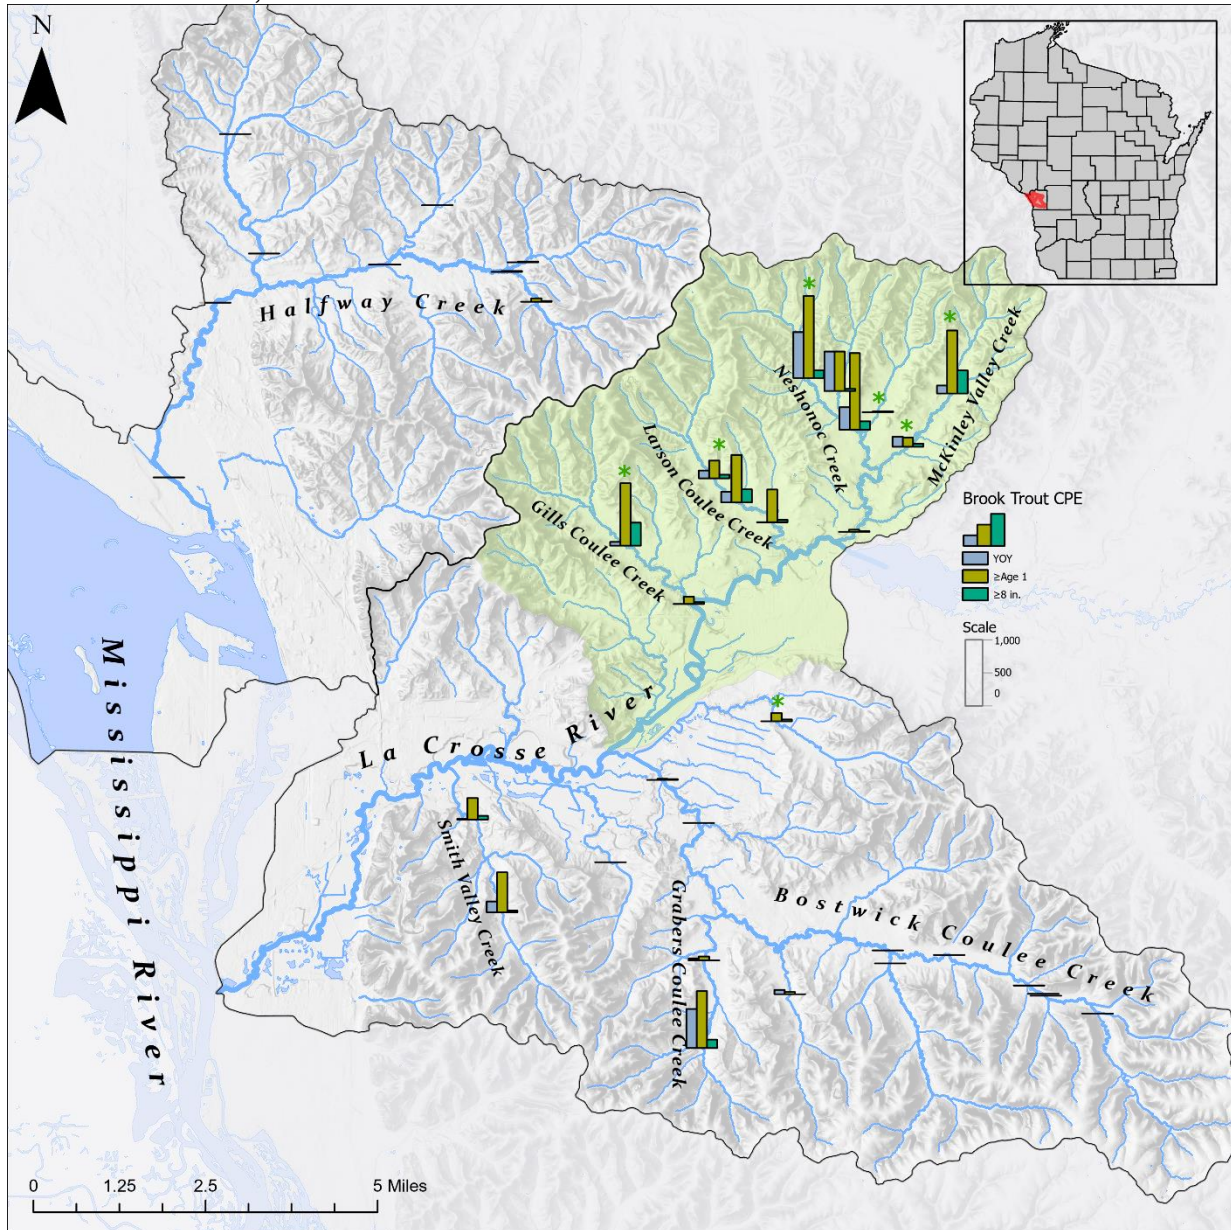 N
Halfway Creek
Neshonoc Creek
McKinley Valley Creek
Larson Coulee Creek
Gills Coulee Creek
Brook Trout CPE
YOY
≥Age 1
≥8 in.
Scale
1,000
500
0
Mississippi River
La Crosse River
Smith Valley Creek
Grabers Coulee Creek
Bostwick Coulee Creek
0 1.25 2.5 5 Miles